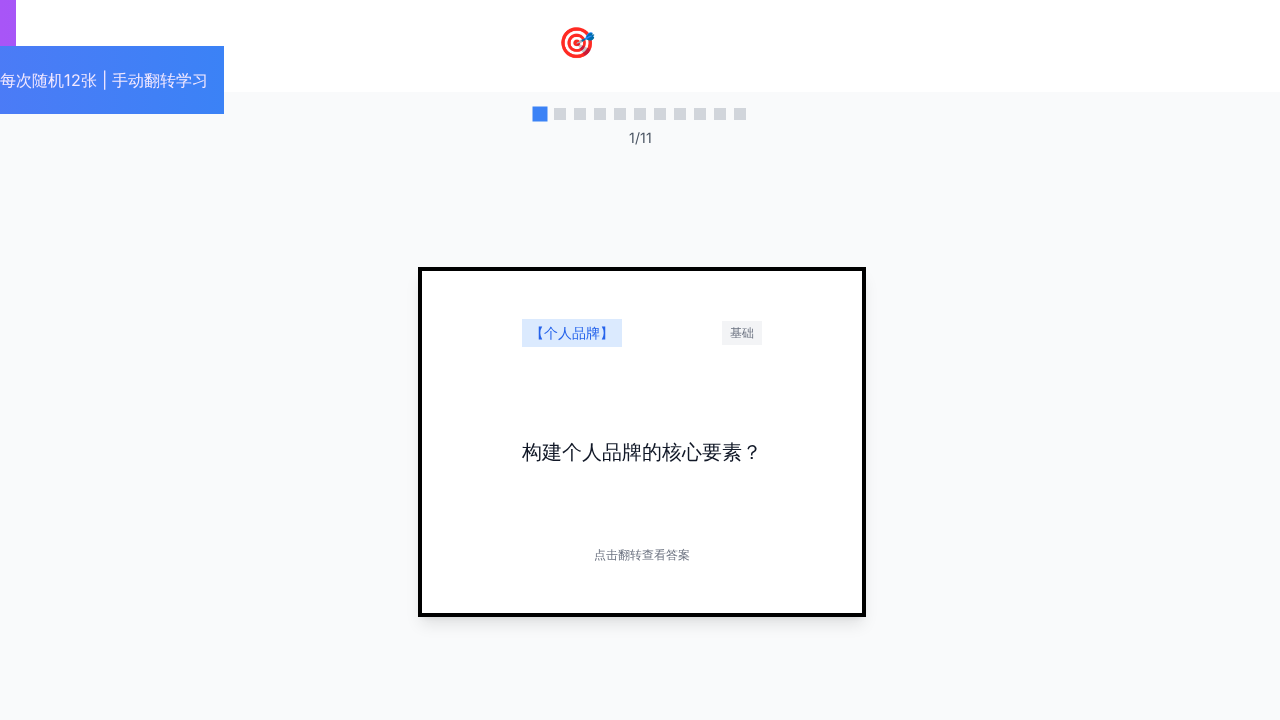 每次随机12张 | 手动翻转学习
1/11
【个人品牌】
基础
构建个人品牌的核心要素？
点击翻转查看答案